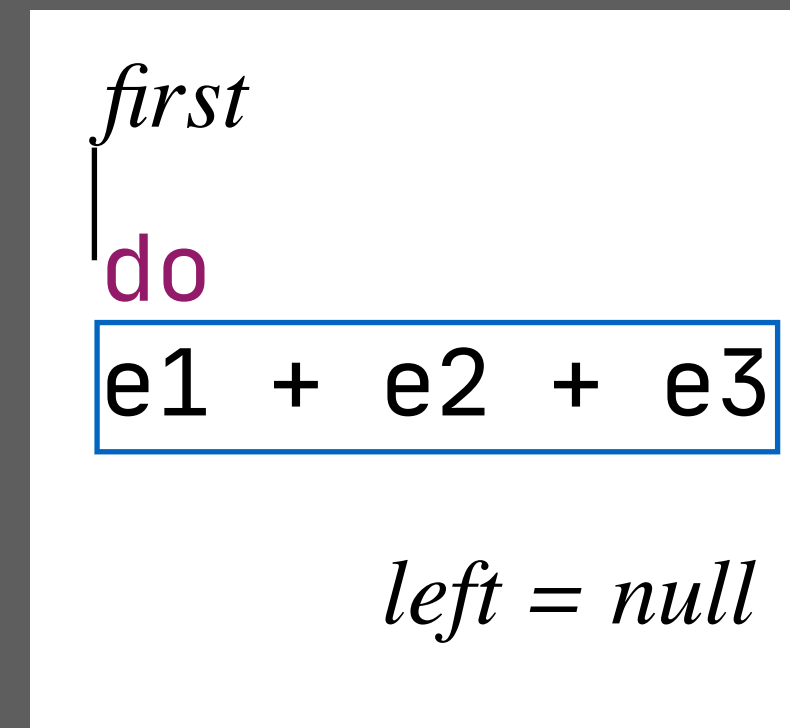 first
do
e1 + e2 + e3
left = null